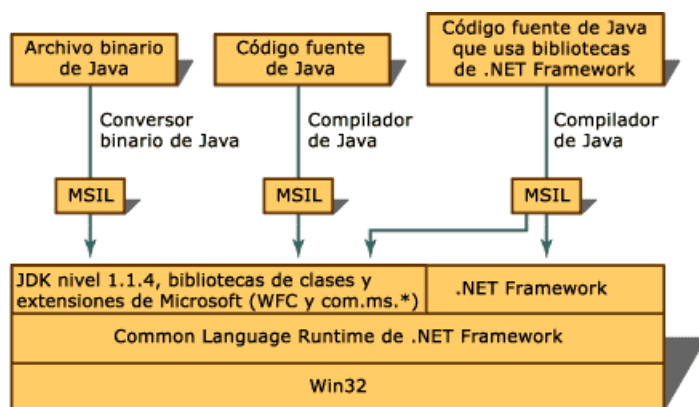 Archivo binario
de Java
Código fuente
de Java
Código fuente de Java
que usa bibliotecas
de .NET Framework
Conversor
binario de Java
Compilador
de Java
Compilador
de Java
MSIL
MSIL
MSIL
JDK nivel 1.1.4, bibliotecas de clases y
extensiones de Microsoft (WFC y com.ms.*)
.NET Framework
Common Language Runtime de .NET Framework
Win32